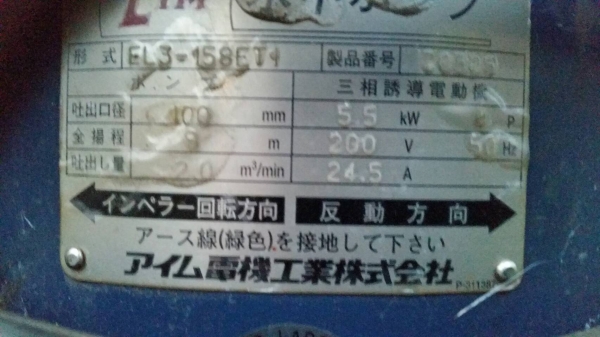 形式 EL3-158ET1 製品番号
ポンプ 三相誘導電動機
吐出口径 100 mm 5.5 kW P
全揚程 m 200 V 50 Hz
吐出し量 2.0 m³/min 24.5 A
インペラー回転方向 反動方向
アース線(緑色)を接地して下さい
アイム電機工業株式会社